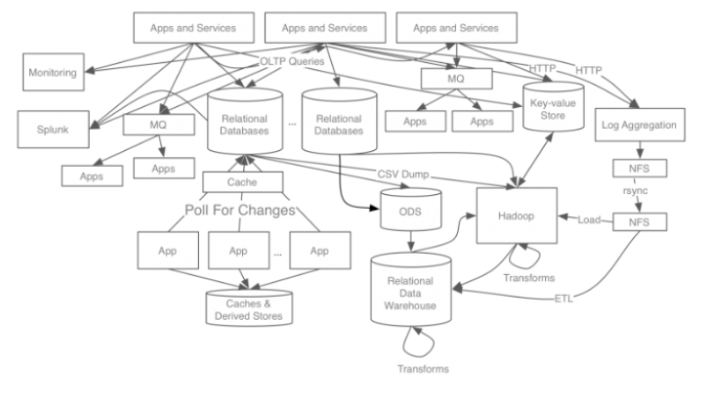 Apps and Services
Apps and Services
Apps and Services
OLTP Queries
HTTP
HTTP
Monitoring
MQ
Splunk
MQ
Relational
Databases
...
Relational
Databases
Apps
Apps
Key-value
Store
Log Aggregation
Apps
Apps
NFS
CSV Dump
rsync
Cache
Poll For Changes
ODS
Hadoop
Load
NFS
App
App
...
App
Transforms
Relational
Data
Warehouse
ETL
Caches &
Derived Stores
Transforms